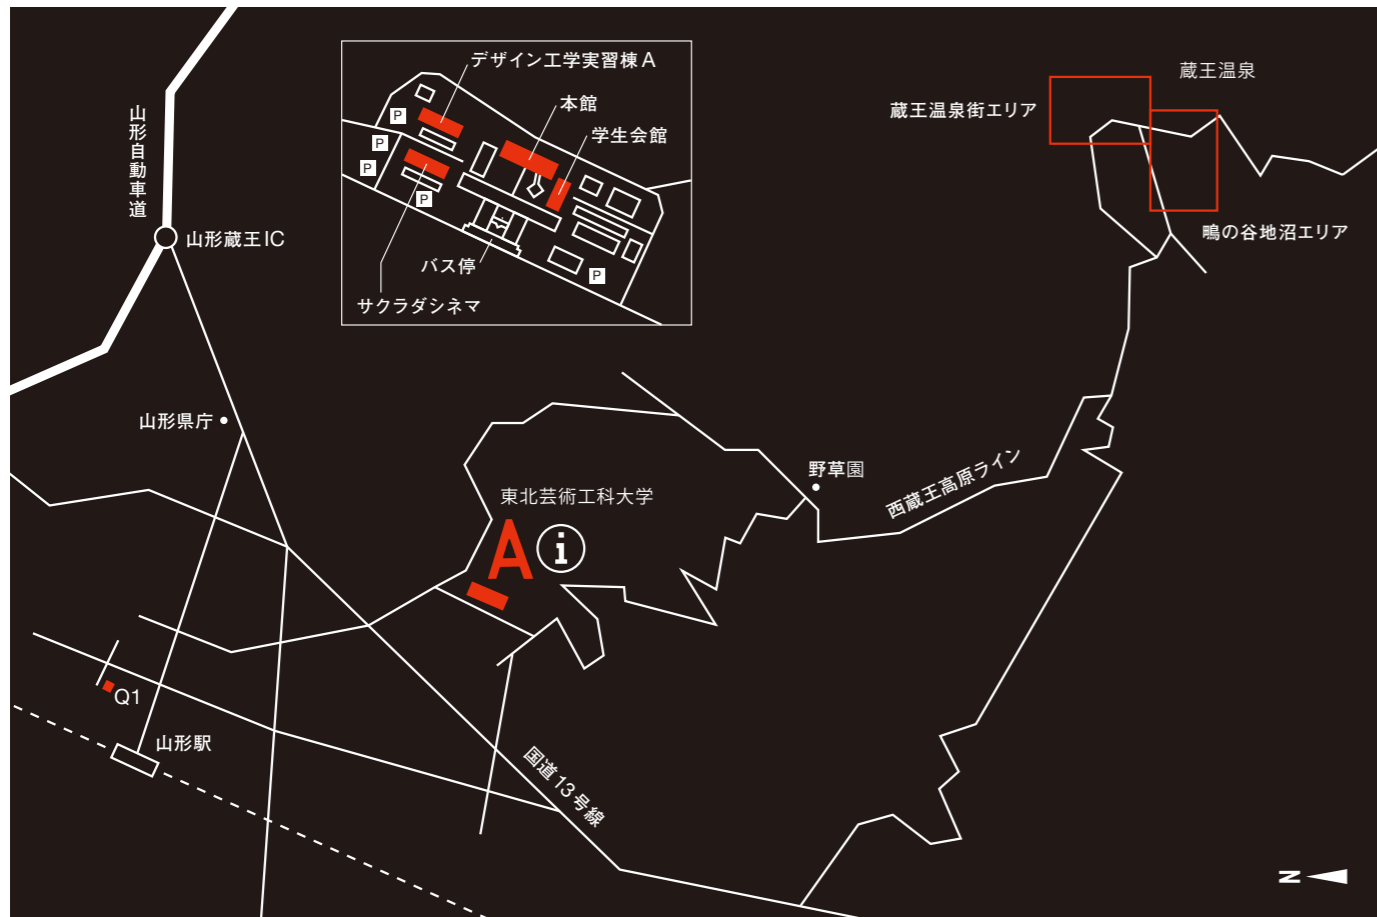 デザイン工学実習棟A
本館
学生会館
P
P
P
P
P
バス停
サクラダシネマ
蔵王温泉
蔵王温泉街エリア
鴫の谷地沼エリア
山形自動車道
山形蔵王IC
山形県庁
野草園
西蔵王高原ライン
東北芸術工科大学
A i
Q1
山形駅
国道13号線
N